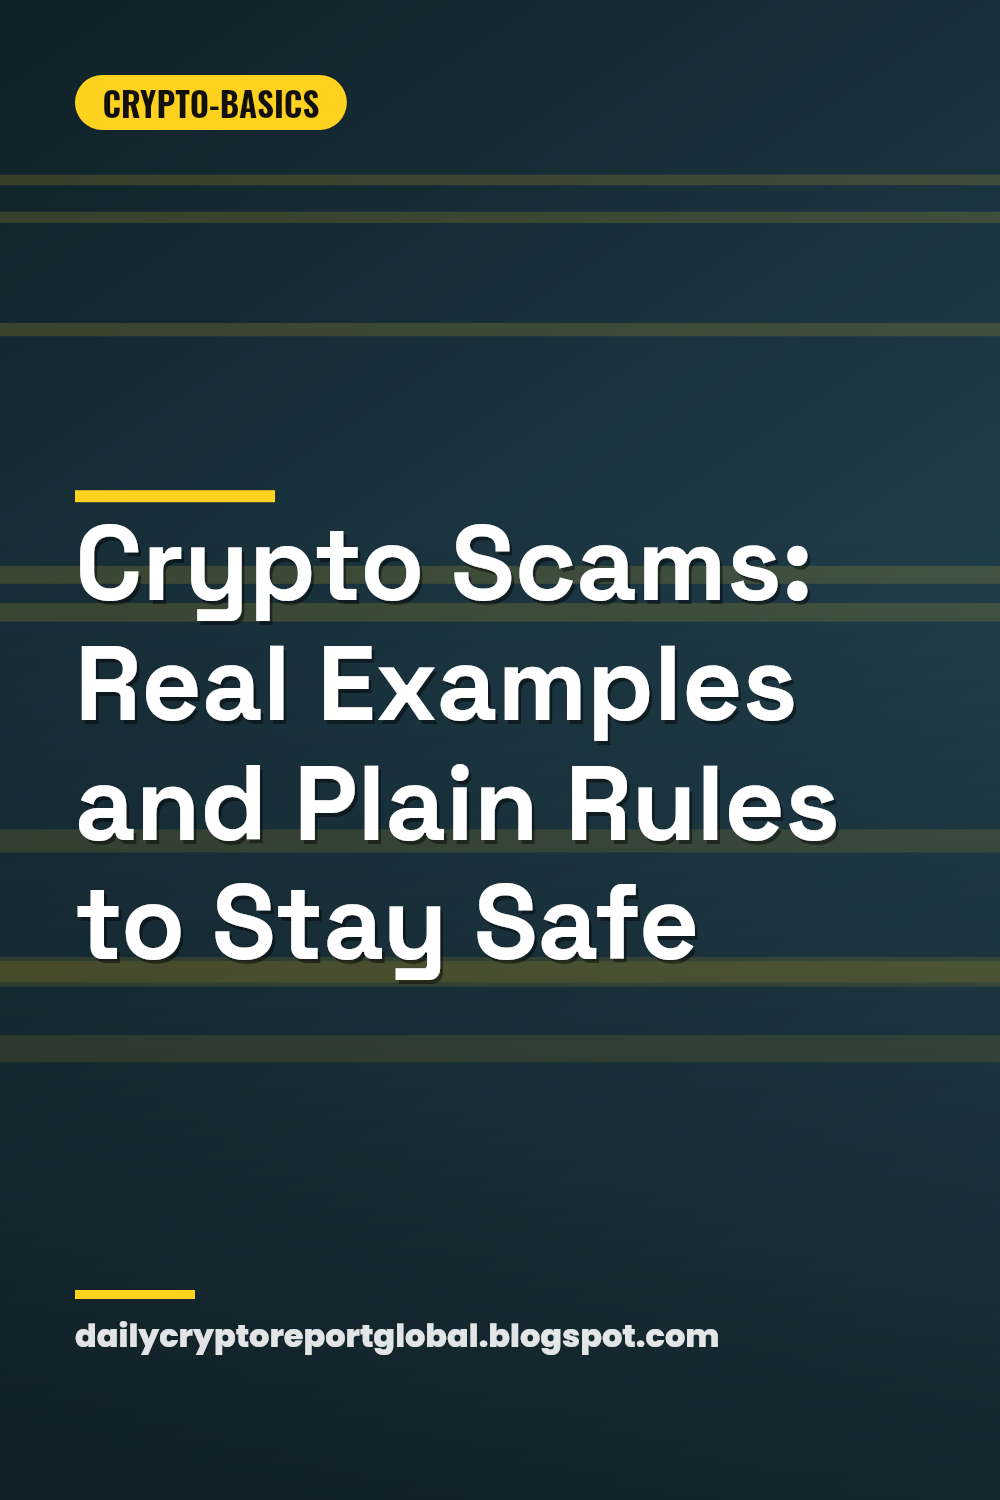 CRYPTO-BASICS
Crypto Scams:
Real Examples
and Plain Rules
to Stay Safe
dailycryptoreportglobal.blogspot.com